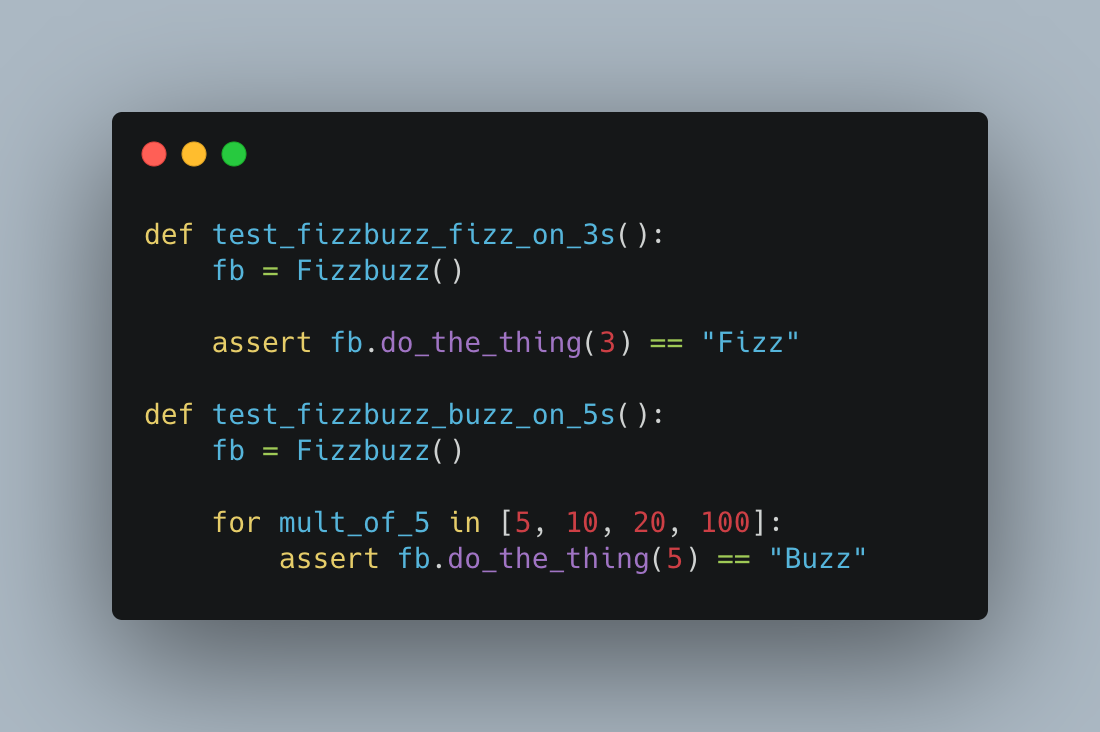 def test_fizzbuzz_fizz_on_3s():
    fb = Fizzbuzz()

    assert fb.do_the_thing(3) == "Fizz"

def test_fizzbuzz_buzz_on_5s():
    fb = Fizzbuzz()

    for mult_of_5 in [5, 10, 20, 100]:
        assert fb.do_the_thing(5) == "Buzz"